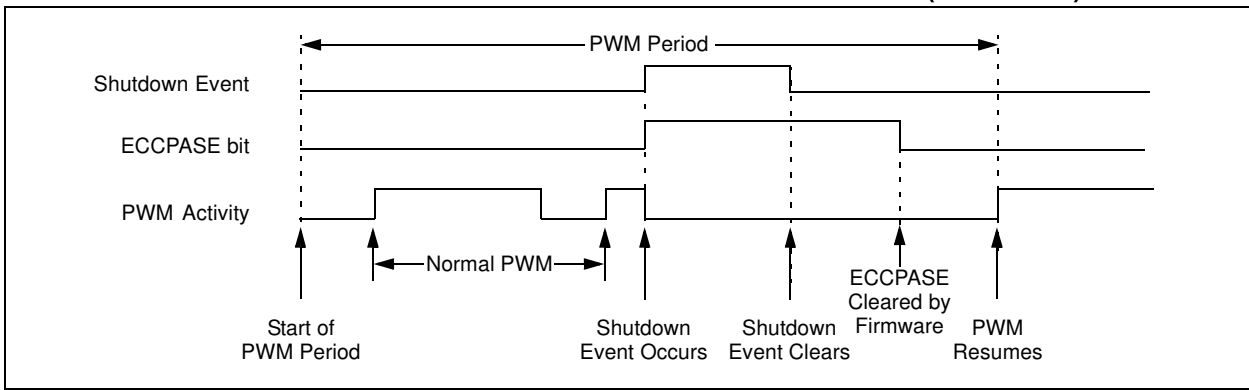 PWM Period
Shutdown Event
ECCPASE bit
PWM Activity
Normal PWM
Start of
PWM Period
Shutdown
Event Occurs
Shutdown
Event Clears
ECCPASE
Cleared by
Firmware
PWM
Resumes